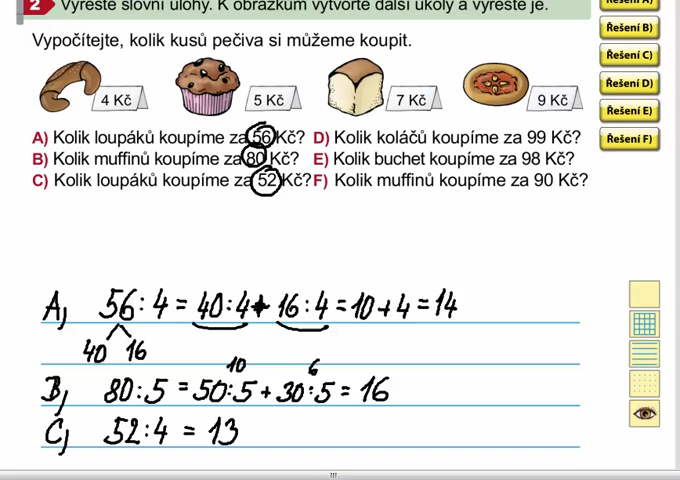 2 Vyřešte slovní úlohy. K obrázkům vytvořte další úkoly a vyřešte je.
Řešení A)
Řešení B)
Řešení C)
Řešení D)
Řešení E)
Řešení F)
Vypočítejte, kolik kusů pečiva si můžeme koupit.
4 Kč 5 Kč 7 Kč 9 Kč
A) Kolik loupáků koupíme za 56 Kč? D) Kolik koláčů koupíme za 99 Kč?
B) Kolik muffinů koupíme za 80 Kč? E) Kolik buchet koupíme za 98 Kč?
C) Kolik loupáků koupíme za 52 Kč? F) Kolik muffinů koupíme za 90 Kč?
A) 56 : 4 = 40 : 4 + 16 : 4 = 10 + 4 = 14
40 16
10 6
B) 80 : 5 = 50 : 5 + 30 : 5 = 16
C) 52 : 4 = 13